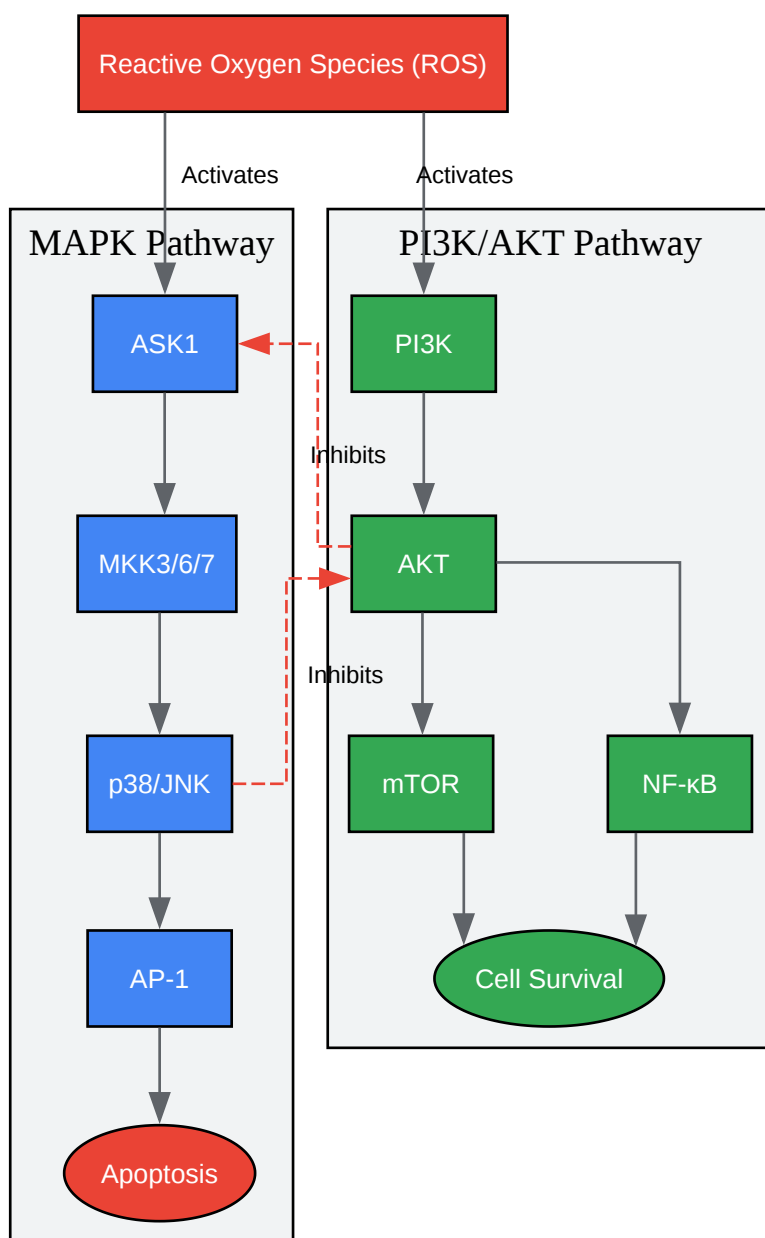 Reactive Oxygen Species (ROS)
Activates
Activates
MAPK Pathway
PI3K/AKT Pathway
ASK1
PI3K
Inhibits
MKK3/6/7
AKT
Inhibits
p38/JNK
mTOR
NF-κB
AP-1
Cell Survival
Apoptosis